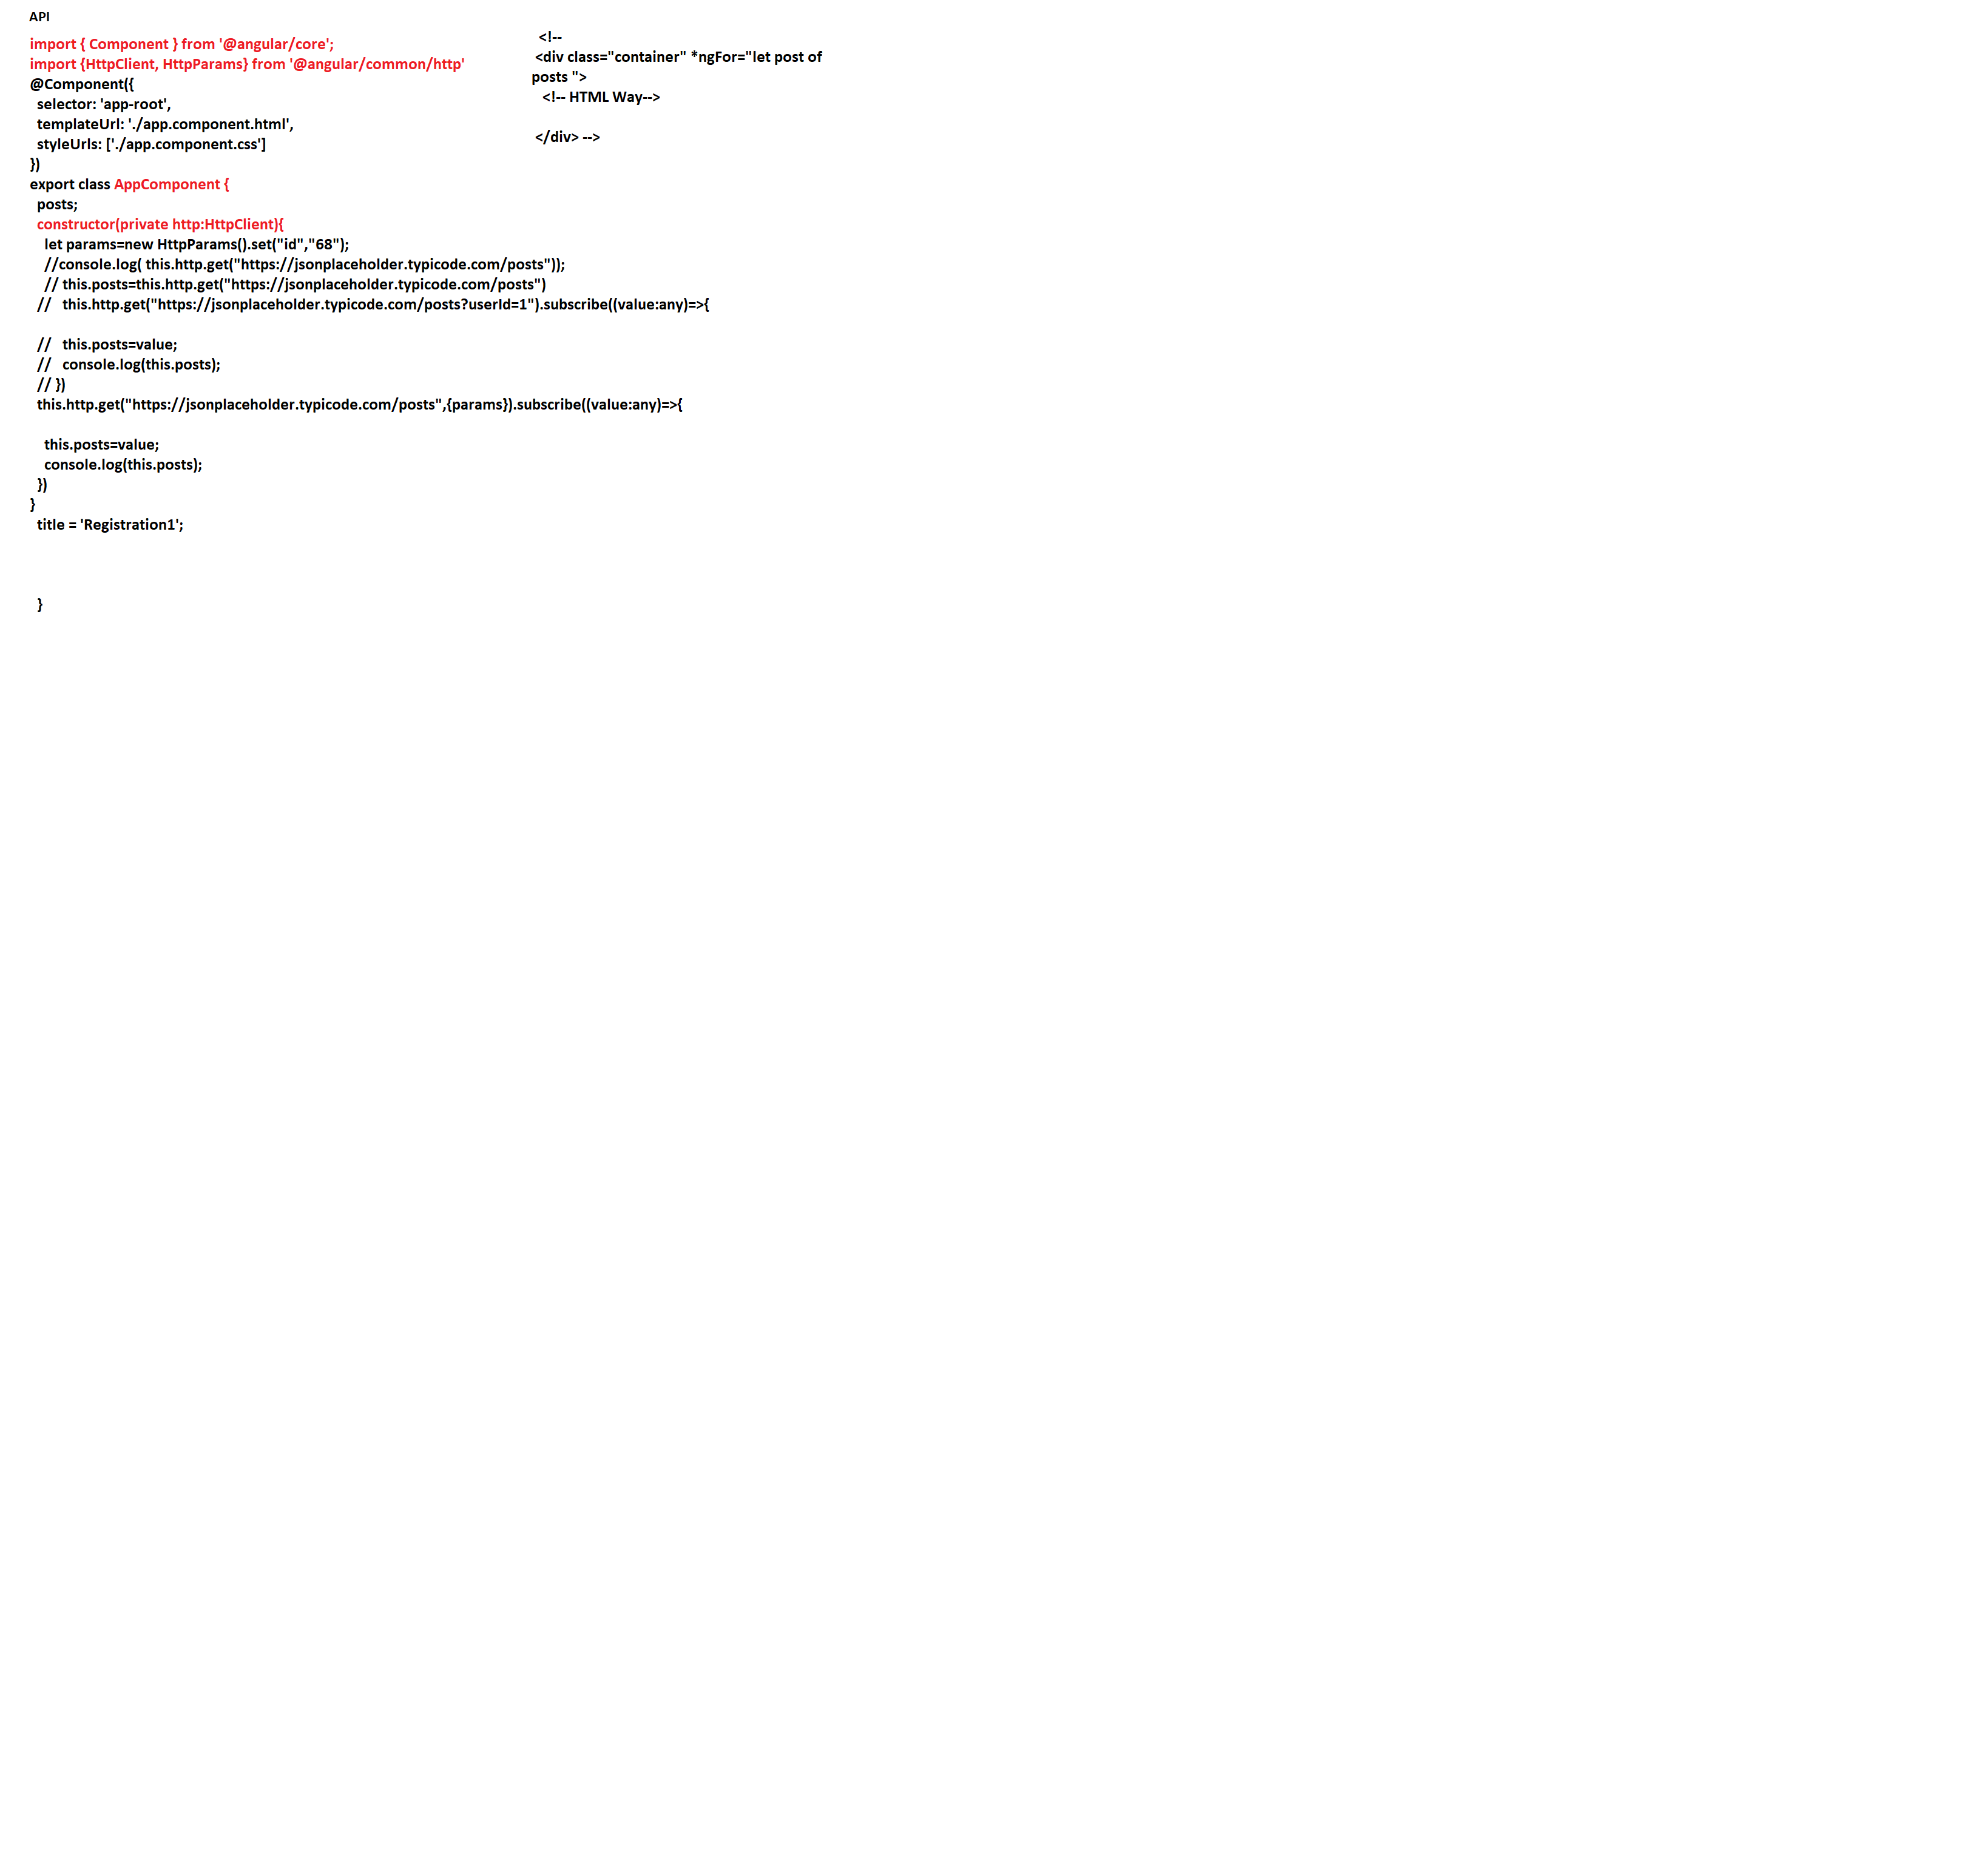 API
import { Component } from '@angular/core';
import {HttpClient, HttpParams} from '@angular/common/http'
@Component({
  selector: 'app-root',
  templateUrl: './app.component.html',
  styleUrls: ['./app.component.css']
})
export class AppComponent {
  posts;
  constructor(private http:HttpClient){
    let params=new HttpParams().set("id","68");
    //console.log( this.http.get("https://jsonplaceholder.typicode.com/posts"));
    // this.posts=this.http.get("https://jsonplaceholder.typicode.com/posts")
  //   this.http.get("https://jsonplaceholder.typicode.com/posts?userId=1").subscribe((value:any)=>{
  //   this.posts=value;
  //   console.log(this.posts);
  // })
  this.http.get("https://jsonplaceholder.typicode.com/posts",{params}).subscribe((value:any)=>{
    this.posts=value;
    console.log(this.posts);
  })
}
  title = 'Registration1';
  }
<!--
<div class="container" *ngFor="let post of
posts ">
  <!-- HTML Way-->
</div> -->